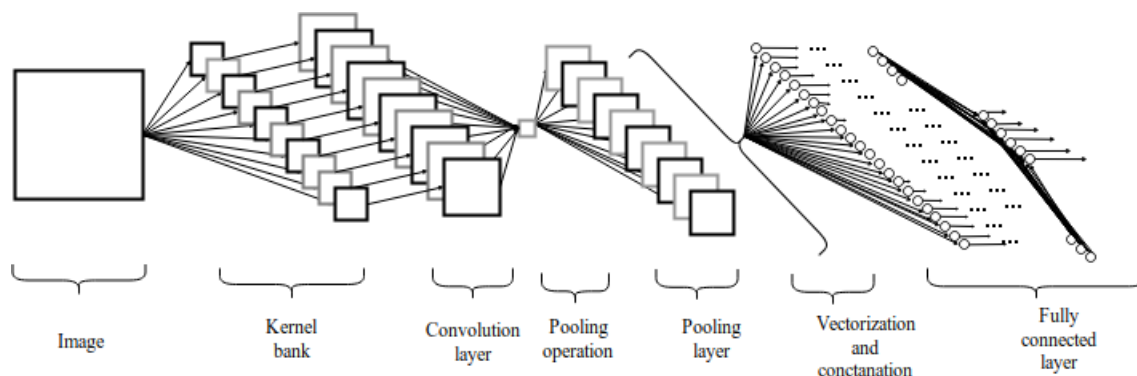 Image
Kernel
bank
Convolution
layer
Pooling
operation
Pooling
layer
Vectorization
and
conctanation
Fully
connected
layer